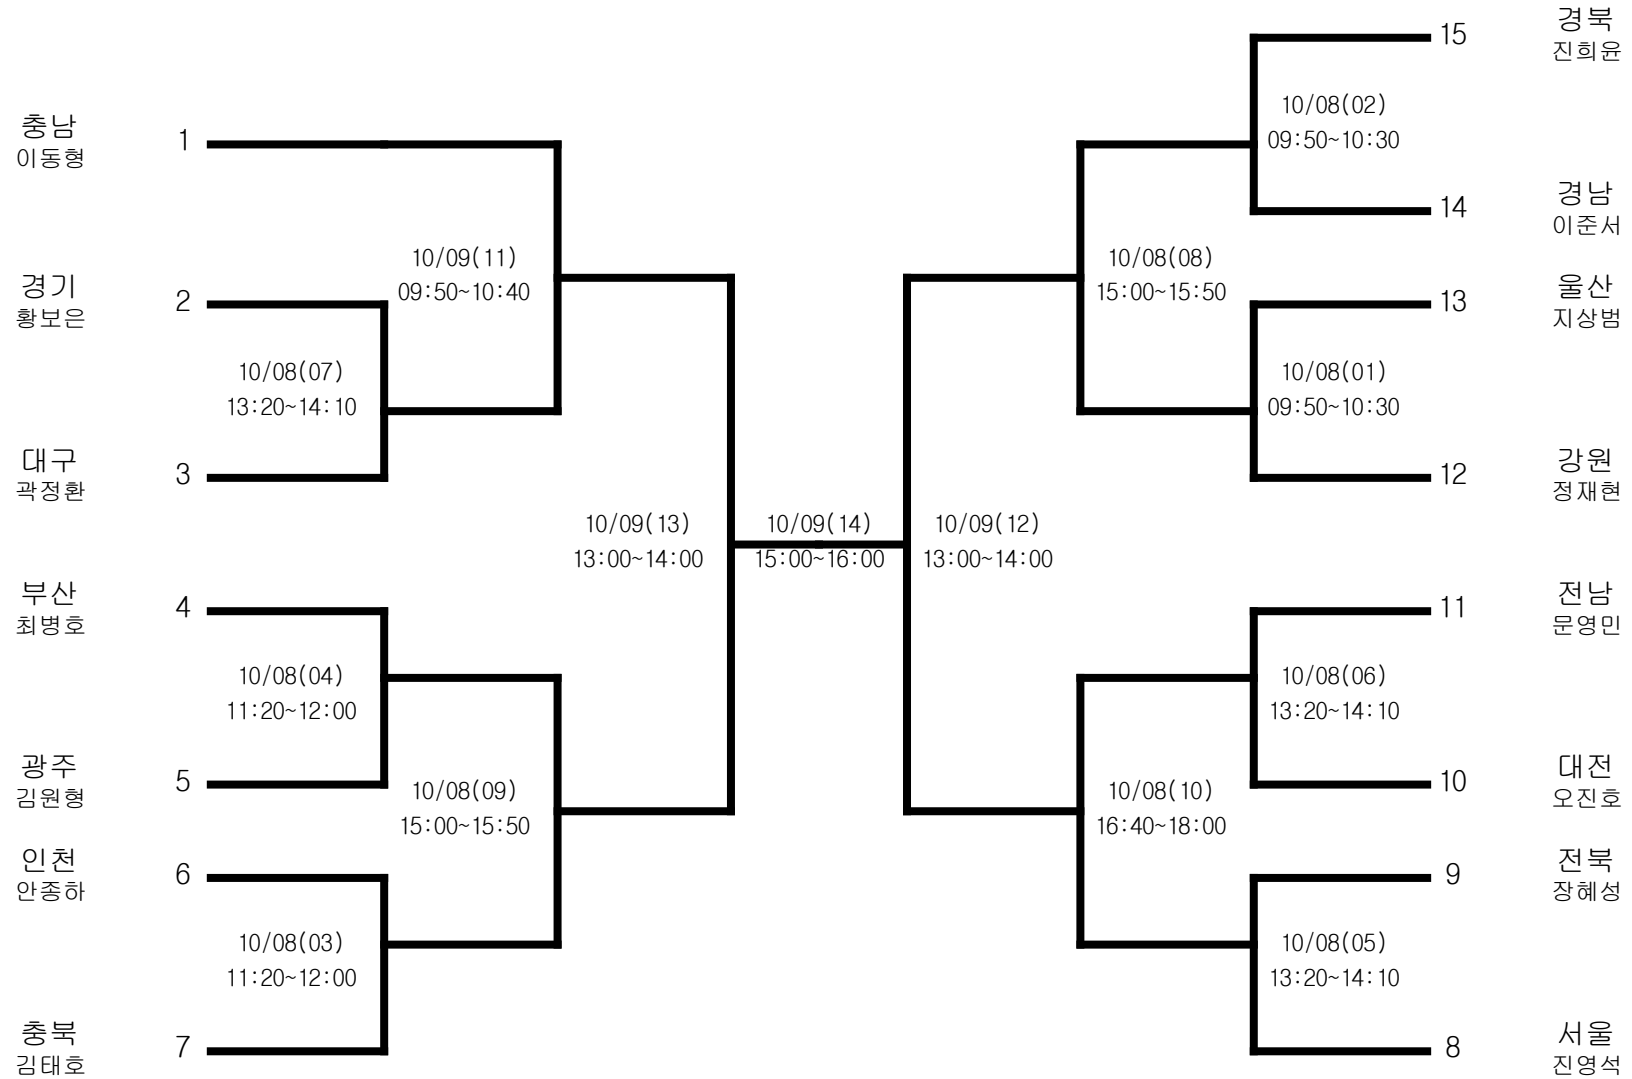 충남
이동형
1
경기
황보은
2
10/08(07)
13:20~14:10
대구
곽정환
3
10/09(11)
09:50~10:40
부산
최병호
4
10/08(04)
11:20~12:00
광주
김원형
5
인천
안종하
6
10/08(03)
11:20~12:00
충북
김태호
7
10/08(09)
15:00~15:50
10/09(13)
13:00~14:00
10/09(14)
15:00~16:00
10/09(12)
13:00~14:00
10/08(08)
15:00~15:50
10/08(10)
16:40~18:00
15
경북
진희윤
10/08(02)
09:50~10:30
14
경남
이준서
13
울산
지상범
10/08(01)
09:50~10:30
12
강원
정재현
11
전남
문영민
10/08(06)
13:20~14:10
10
대전
오진호
9
전북
장혜성
10/08(05)
13:20~14:10
8
서울
진영석